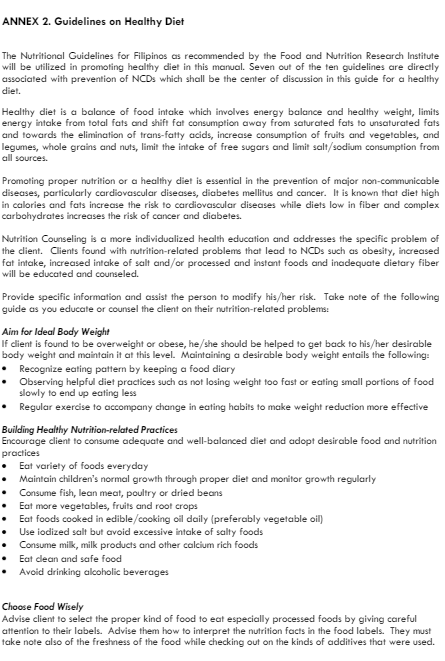 ANNEX 2. Guidelines on Healthy Diet
The Nutritional Guidelines for Filipinos as recommended by the Food and Nutrition Research Institute
will be utilized in promoting healthy diet in this manual. Seven out of the ten guidelines are directly
associated with prevention of NCDs which shall be the center of discussion in this guide for a healthy
diet.
Healthy diet is a balance of food intake which involves energy balance and healthy weight, limits
energy intake from total fats and shift fat consumption away from saturated fats to unsaturated fats
and towards the elimination of trans-fatty acids, increase consumption of fruits and vegetables, and
legumes, whole grains and nuts, limit the intake of free sugars and limit salt/sodium consumption from
all sources.
Promoting proper nutrition or a healthy diet is essential in the prevention of major non-communicable
diseases, particularly cardiovascular diseases, diabetes mellitus and cancer. It is known that diet high
in calories and fats increase the risk to cardiovascular diseases while diets low in fiber and complex
carbohydrates increases the risk of cancer and diabetes.
Nutrition Counseling is a more individualized health education and addresses the specific problem of
the client. Clients found with nutrition-related problems that lead to NCDs such as obesity, increased
fat intake, increased intake of salt and/or processed and instant foods and inadequate dietary fiber
will be educated and counseled.
Provide specific information and assist the person to modify his/her risk. Take note of the following
guide as you educate or counsel the client on their nutrition-related problems:
Aim for Ideal Body Weight
If client is found to be overweight or obese, he/she should be helped to get back to his/her desirable
body weight and maintain it at this level. Maintaining a desirable body weight entails the following:
• Recognize eating pattern by keeping a food diary
• Observing helpful diet practices such as not losing weight too fast or eating small portions of food
slowly to end up eating less
• Regular exercise to accompany change in eating habits to make weight reduction more effective
Building Healthy Nutrition-related Practices
Encourage client to consume adequate and well-balanced diet and adopt desirable food and nutrition
practices
• Eat variety of foods everyday
• Maintain children's normal growth through proper diet and monitor growth regularly
• Consume fish, lean meat, poultry or dried beans
• Eat more vegetables, fruits and root crops
• Eat foods cooked in edible/cooking oil daily (preferably vegetable oil)
• Use iodized salt but avoid excessive intake of salty foods
• Consume milk, milk products and other calcium rich foods
• Eat clean and safe food
• Avoid drinking alcoholic beverages
Choose Food Wisely
Advise client to select the proper kind of food to eat especially processed foods by giving careful
attention to their labels. Advise them how to interpret the nutrition facts in the food labels. They must
take note also of the freshness of the food while checking out on the kinds of additives that were used.